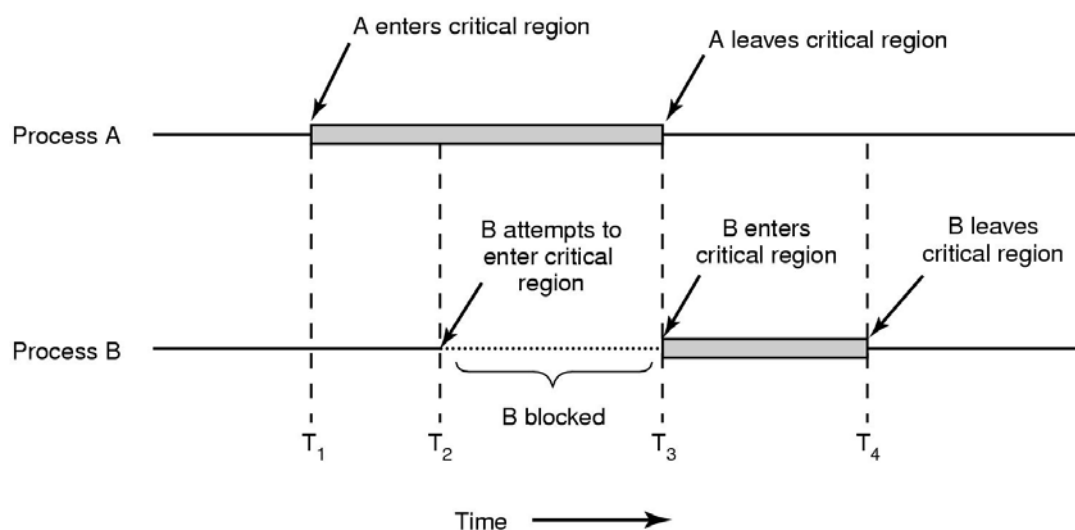 A enters critical region
A leaves critical region
Process A
B attempts to
enter critical
region
B enters
critical region
B leaves
critical region
Process B
B blocked
T1
T2
T3
T4
Time